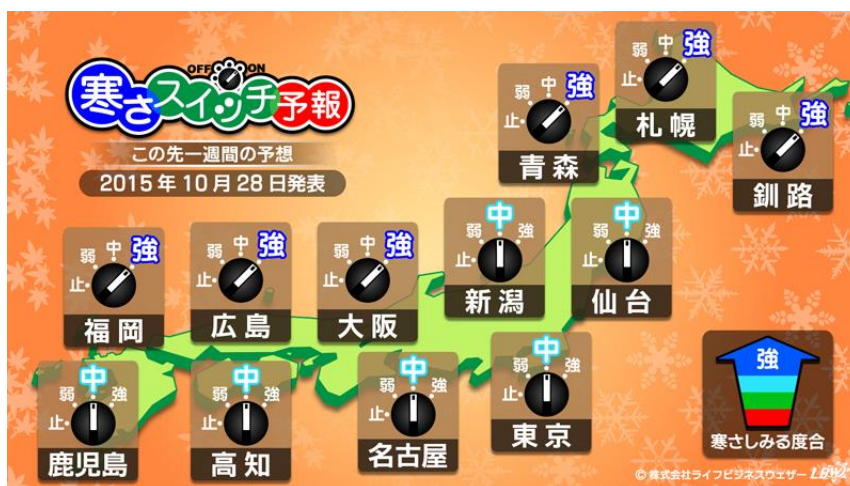 OFF ON
寒さスイッチ予報
この先一週間の予想
2015年10月28日発表
止 弱 中 強
札幌
止 弱 中 強
青森
止 弱 中 強
釧路
止 弱 中 強
新潟
止 弱 中 強
仙台
止 弱 中 強
福岡
止 弱 中 強
広島
止 弱 中 強
大阪
止 弱 中 強
鹿児島
止 弱 中 強
高知
止 弱 中 強
名古屋
止 弱 中 強
東京
強
寒さしみる度合
© 株式会社ライフビジネスウェザー LBW